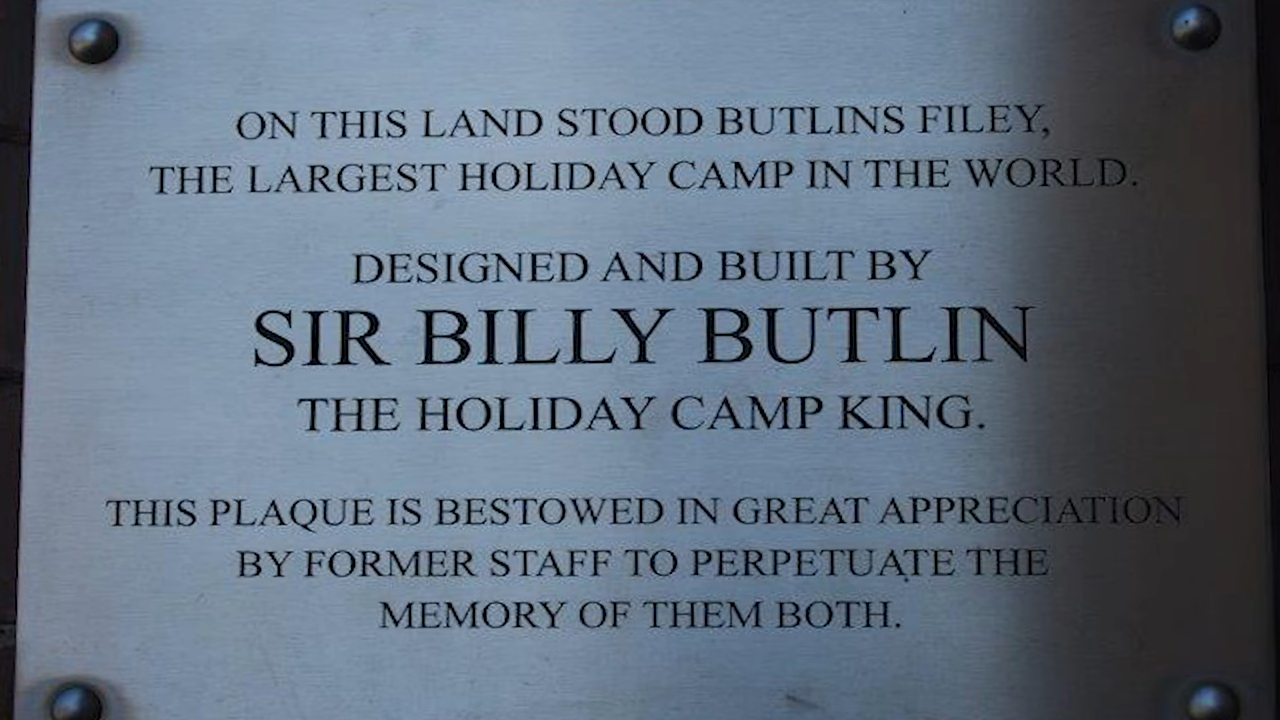 ON THIS LAND STOOD BUTLINS FILEY,
THE LARGEST HOLIDAY CAMP IN THE WORLD.
DESIGNED AND BUILT BY
SIR BILLY BUTLIN
THE HOLIDAY CAMP KING.
THIS PLAQUE IS BESTOWED IN GREAT APPRECIATION
BY FORMER STAFF TO PERPETUATE THE
MEMORY OF THEM BOTH.